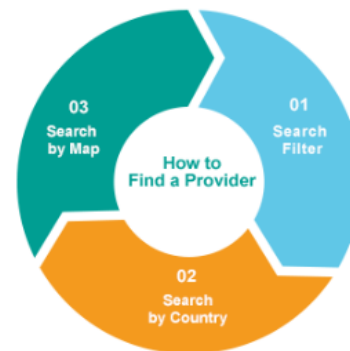 How to
Find a Provider
01
Search
Filter
02
Search
by Country
03
Search
by Map